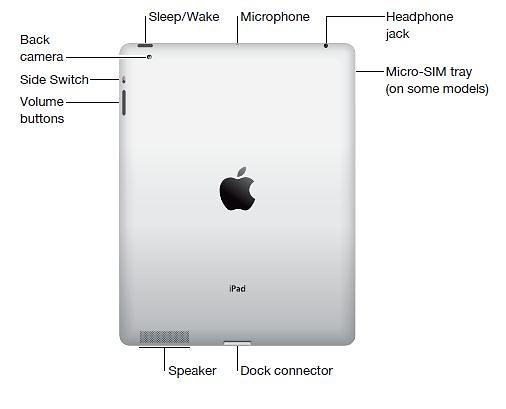 Sleep/Wake
Microphone
Headphone
jack
Back
camera
Side Switch
Micro-SIM tray
(on some models)
Volume
buttons
iPad
Speaker
Dock connector